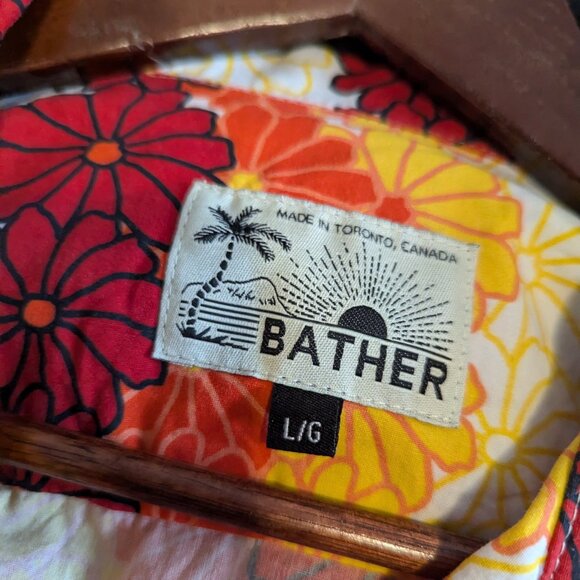 MADE IN TORONTO, CANADA
BATHER
L/G